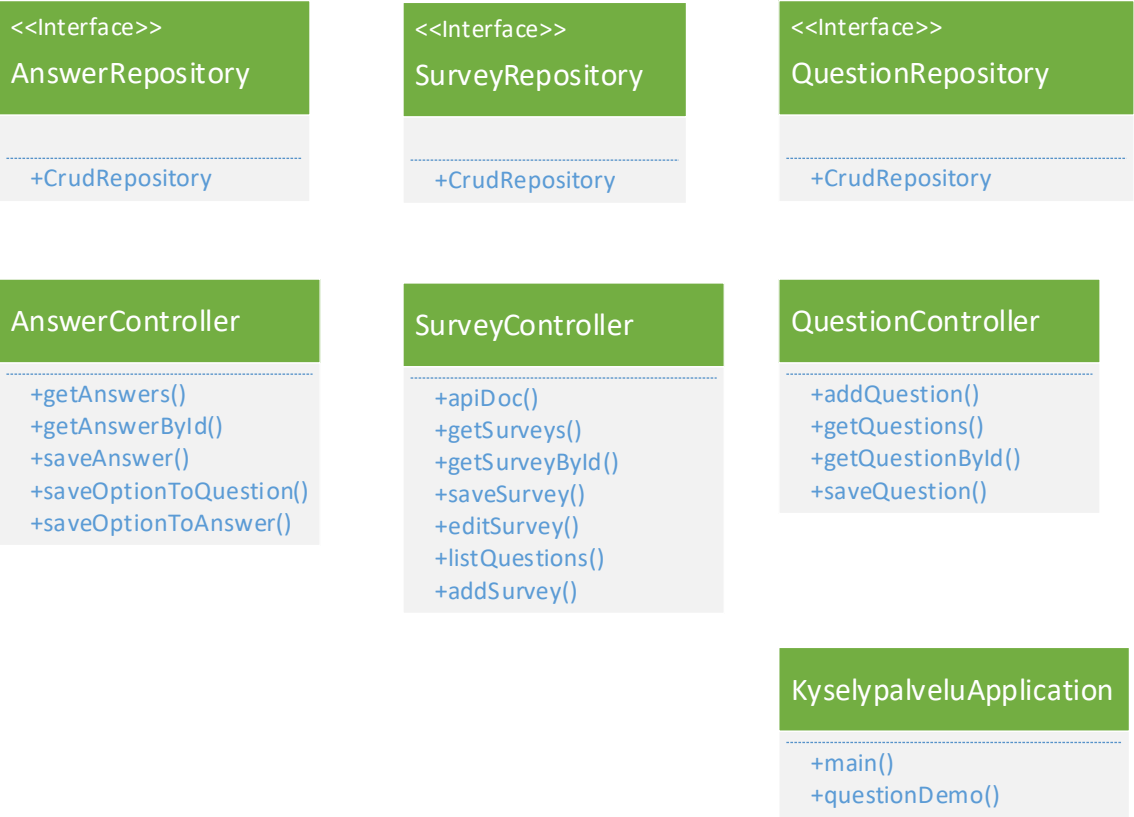 <<Interface>>
AnswerRepository
+CrudRepository
<<Interface>>
SurveyRepository
+CrudRepository
<<Interface>>
QuestionRepository
+CrudRepository
AnswerController
+getAnswers()
+getAnswerById()
+saveAnswer()
+saveOptionToQuestion()
+saveOptionToAnswer()
SurveyController
+apiDoc()
+getSurveys()
+getSurveyById()
+saveSurvey()
+editSurvey()
+listQuestions()
+addSurvey()
QuestionController
+addQuestion()
+getQuestions()
+getQuestionById()
+saveQuestion()
KyselypalveluApplication
+main()
+questionDemo()